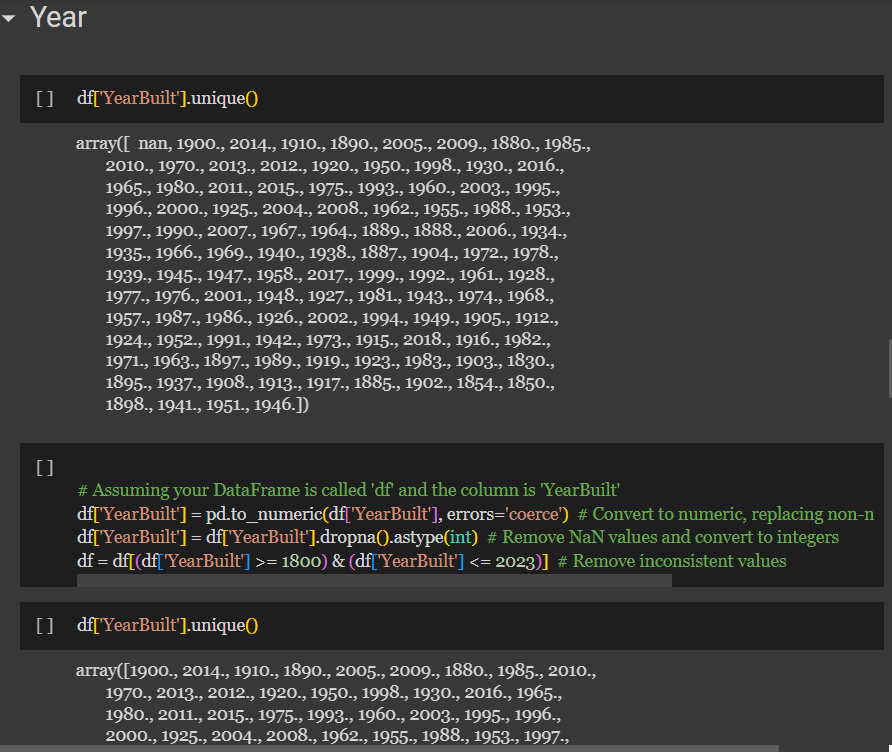 Year
[ ] df['YearBuilt'].unique()
array([ nan, 1900., 2014., 1910., 1890., 2005., 2009., 1880., 1985.,
2010., 1970., 2013., 2012., 1920., 1950., 1998., 1930., 2016.,
1965., 1980., 2011., 2015., 1975., 1993., 1960., 2003., 1995.,
1996., 2000., 1925., 2004., 2008., 1962., 1955., 1988., 1953.,
1997., 1990., 2007., 1967., 1964., 1889., 1888., 2006., 1934.,
1935., 1966., 1969., 1940., 1938., 1887., 1904., 1972., 1978.,
1939., 1945., 1947., 1958., 2017., 1999., 1992., 1961., 1928.,
1977., 1976., 2001., 1948., 1927., 1981., 1943., 1974., 1968.,
1957., 1987., 1986., 1926., 2002., 1994., 1949., 1905., 1912.,
1924., 1952., 1991., 1942., 1973., 1915., 2018., 1916., 1982.,
1971., 1963., 1897., 1989., 1919., 1923., 1983., 1903., 1830.,
1895., 1937., 1908., 1913., 1917., 1885., 1902., 1854., 1850.,
1898., 1941., 1951., 1946.])
[ ]
# Assuming your DataFrame is called 'df' and the column is 'YearBuilt'
df['YearBuilt'] = pd.to_numeric(df['YearBuilt'], errors='coerce') # Convert to numeric, replacing non-n
df['YearBuilt'] = df['YearBuilt'].dropna().astype(int) # Remove NaN values and convert to integers
df = df[(df['YearBuilt'] >= 1800) & (df['YearBuilt'] <= 2023)] # Remove inconsistent values
[ ] df['YearBuilt'].unique()
array([1900., 2014., 1910., 1890., 2005., 2009., 1880., 1985., 2010.,
1970., 2013., 2012., 1920., 1950., 1998., 1930., 2016., 1965.,
1980., 2011., 2015., 1975., 1993., 1960., 2003., 1995., 1996.,
2000., 1925., 2004., 2008., 1962., 1955., 1988., 1953., 1997.,